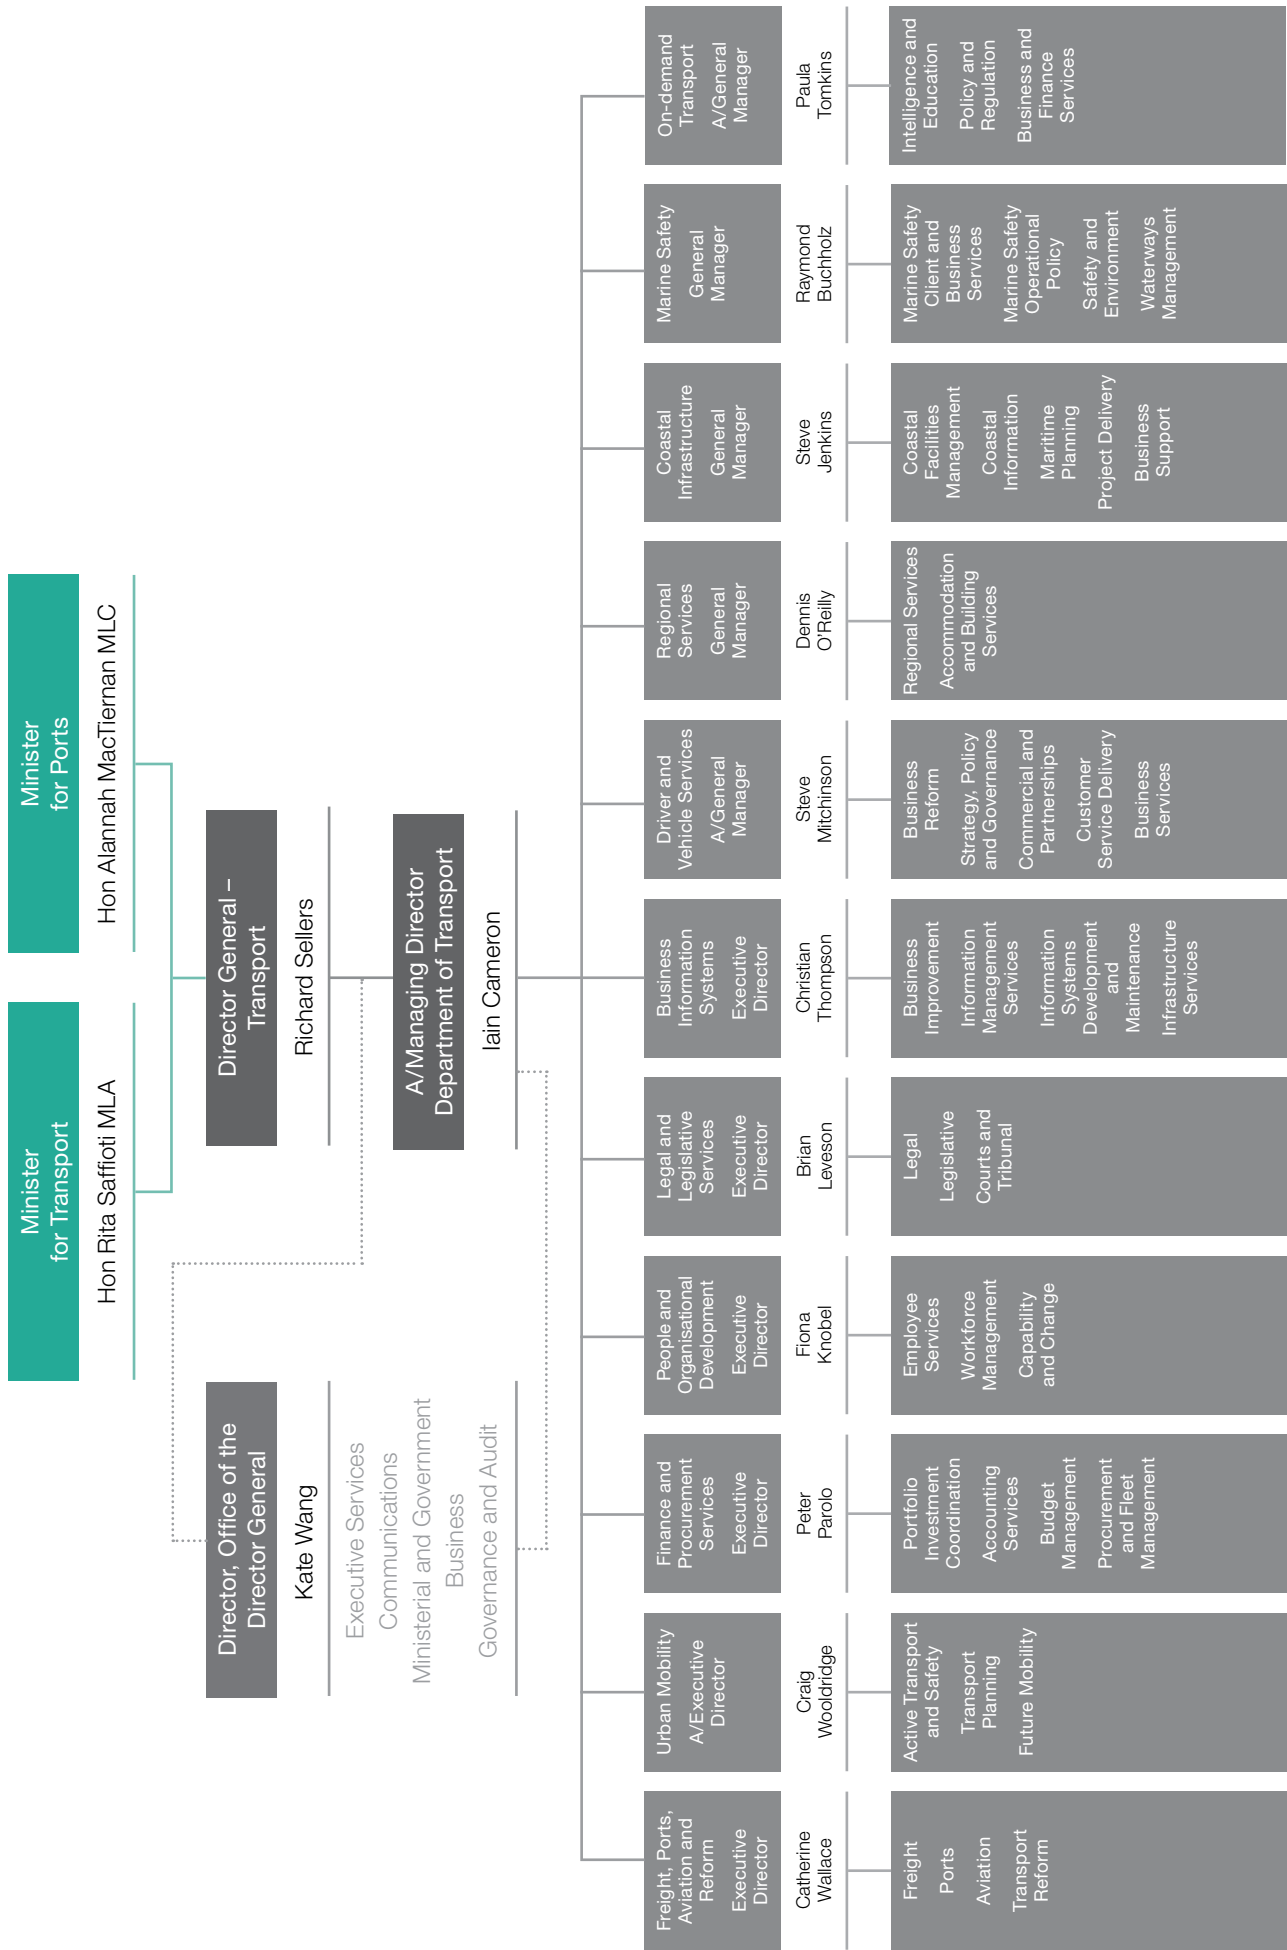 Minister
for Transport
Hon Rita Saffioti MLA
Minister
for Ports
Hon Alannah MacTiernan MLC
Director General –
Transport
Richard Sellers
Director, Office of the
Director General
Kate Wang
Executive Services
Communications
Ministerial and Government
Business
Governance and Audit
A/Managing Director
Department of Transport
Iain Cameron
Freight, Ports,
Aviation and
Reform
Executive
Director
Catherine
Wallace
Freight
Ports
Aviation
Transport
Reform
Urban Mobility
A/Executive
Director
Craig
Wooldridge
Active Transport
and Safety
Transport
Planning
Future Mobility
Finance and
Procurement
Services
Executive
Director
Peter
Parolo
Portfolio
Investment
Coordination
Accounting
Services
Budget
Management
Procurement
and Fleet
Management
People and
Organisational
Development
Executive
Director
Fiona
Knobel
Employee
Services
Workforce
Management
Capability
and Change
Legal and
Legislative
Services
Executive
Director
Brian
Leveson
Legal
Legislative
Courts and
Tribunal
Business
Information
Systems
Executive
Director
Christian
Thompson
Business
Improvement
Information
Management
Services
Information
Systems
Development
and
Maintenance
Infrastructure
Services
Driver and
Vehicle Services
A/General
Manager
Steve
Mitchinson
Business
Reform
Strategy, Policy
and Governance
Commercial and
Partnerships
Customer
Service Delivery
Business
Services
Regional
Services
General
Manager
Dennis
O'Reilly
Regional Services
Accommodation
and Building
Services
Coastal
Infrastructure
General
Manager
Steve
Jenkins
Coastal
Facilities
Management
Coastal
Information
Maritime
Planning
Project Delivery
Business
Support
Marine Safety
General
Manager
Raymond
Buchholz
Marine Safety
Client and
Business
Services
Marine Safety
Operational
Policy
Safety and
Environment
Waterways
Management
On-demand
Transport
A/General
Manager
Paula
Tomkins
Intelligence and
Education
Policy and
Regulation
Business and
Finance
Services